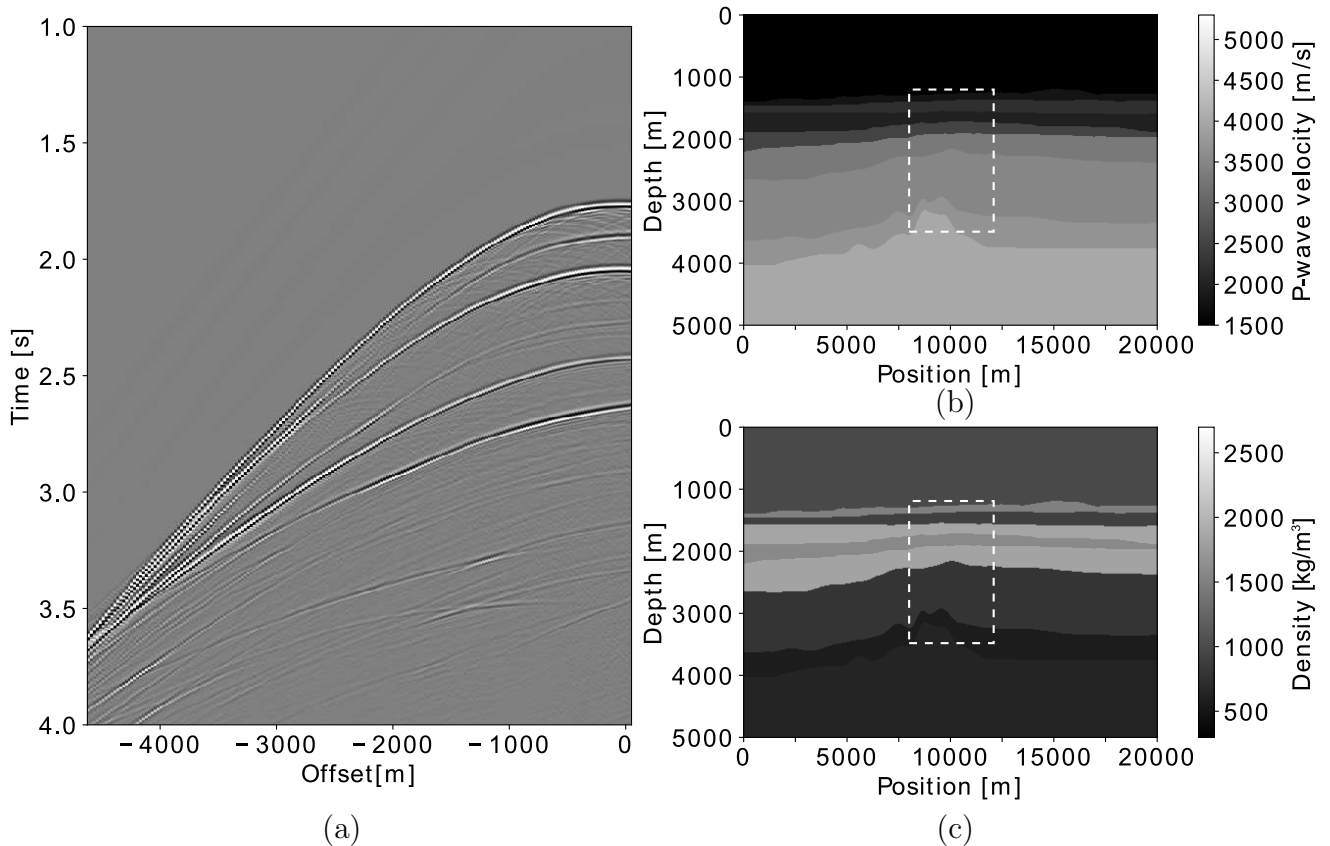 1.0
1.5
2.0
2.5
3.0
3.5
4.0
Time [s]
−4000 −3000 −2000 −1000 0
Offset[m]
(a)
0
1000
2000
3000
4000
5000
Depth [m]
0 5000 10000 15000 20000
Position [m]
5000
4500
4000
3500
3000
2500
2000
1500
P-wave velocity [m/s]
(b)
0
1000
2000
3000
4000
5000
Depth [m]
0 5000 10000 15000 20000
Position [m]
2500
2000
1500
1000
500
Density [kg/m³]
(c)